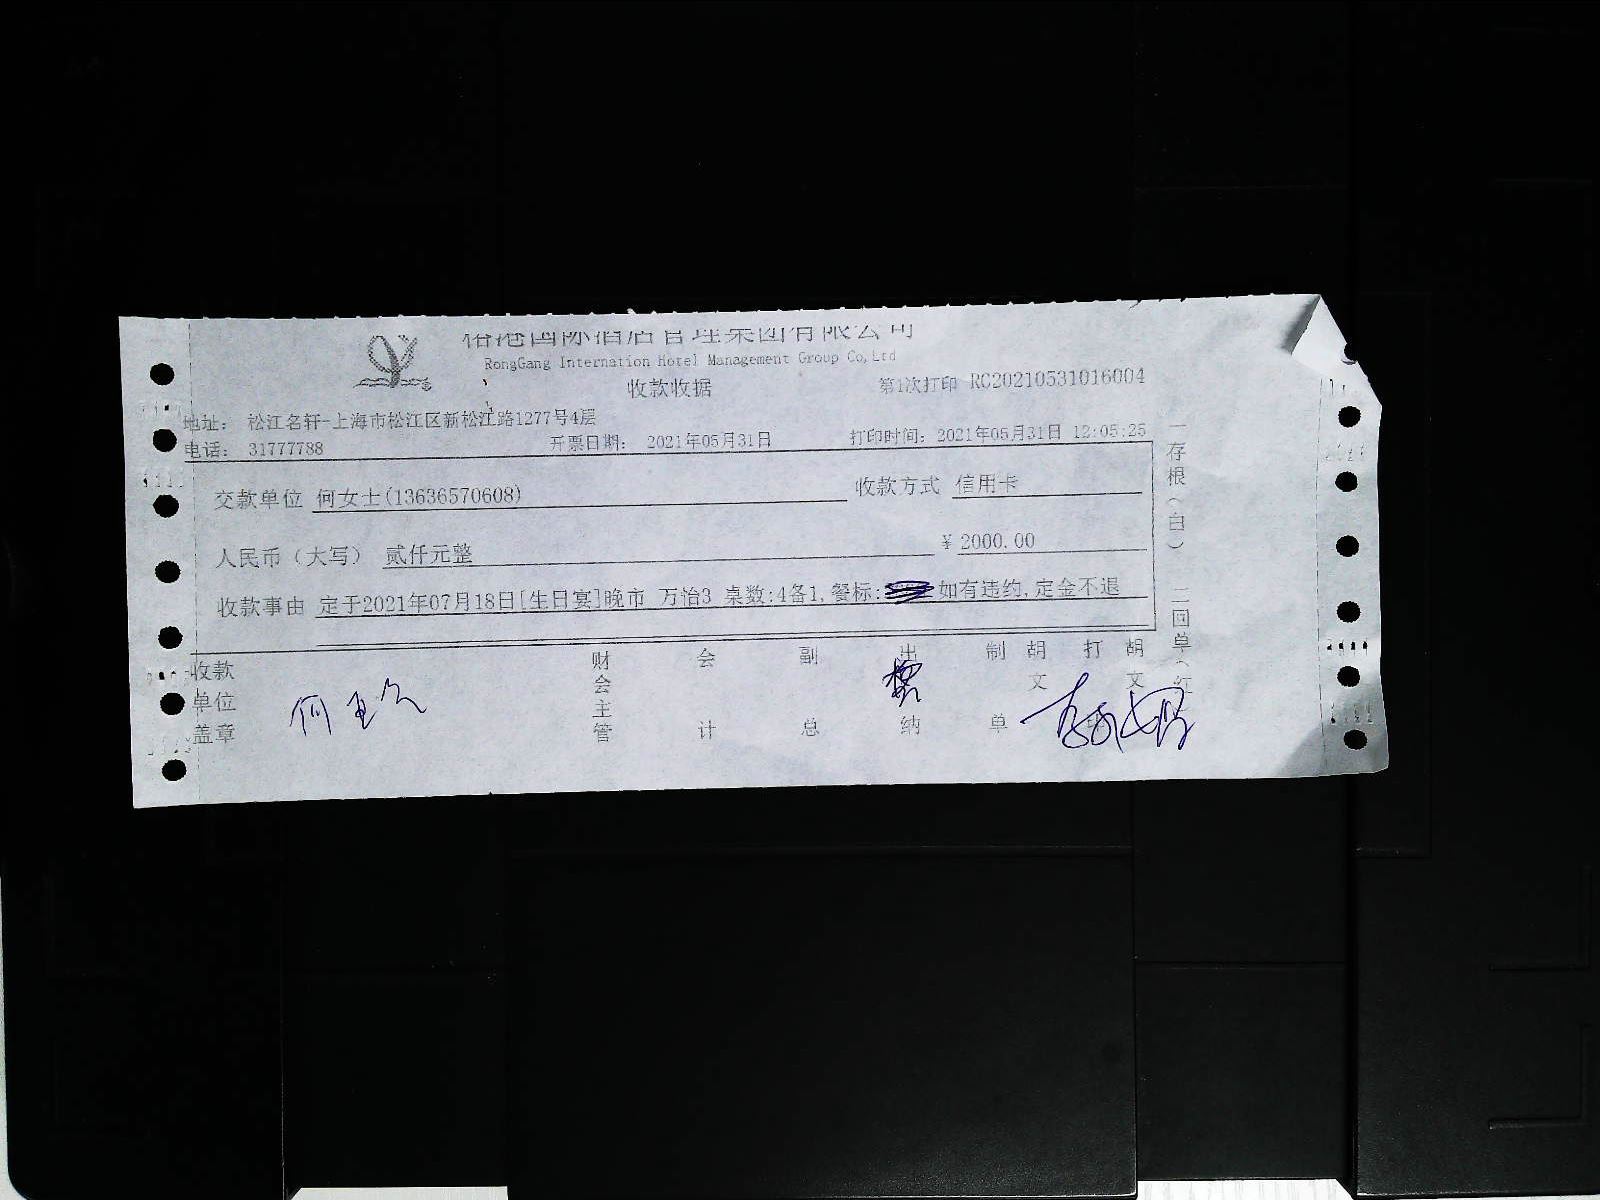 国际酒店管理集团有限公司
RongGang Internation Hotel Management Group Co,Ltd
收款收据
第1次打印 RC20210531016004
地址： 松江名轩-上海市松江区新松江路1277号4层
电话： 31777788 开票日期： 2021年05月31日 打印时间：2021年05月31日 12:05:25
交款单位 何女士(13636570608) 收款方式 信用卡
人民币（大写） 贰仟元整 ￥2000.00
收款事由 定于2021年07月18日[生日宴]晚市 万怡3 桌数:4备1,餐标: 如有违约,定金不退
收款单位盖章
财会主管
会计
副总
出纳
制单
胡文
打
胡文
一存根(白) 二回单(红